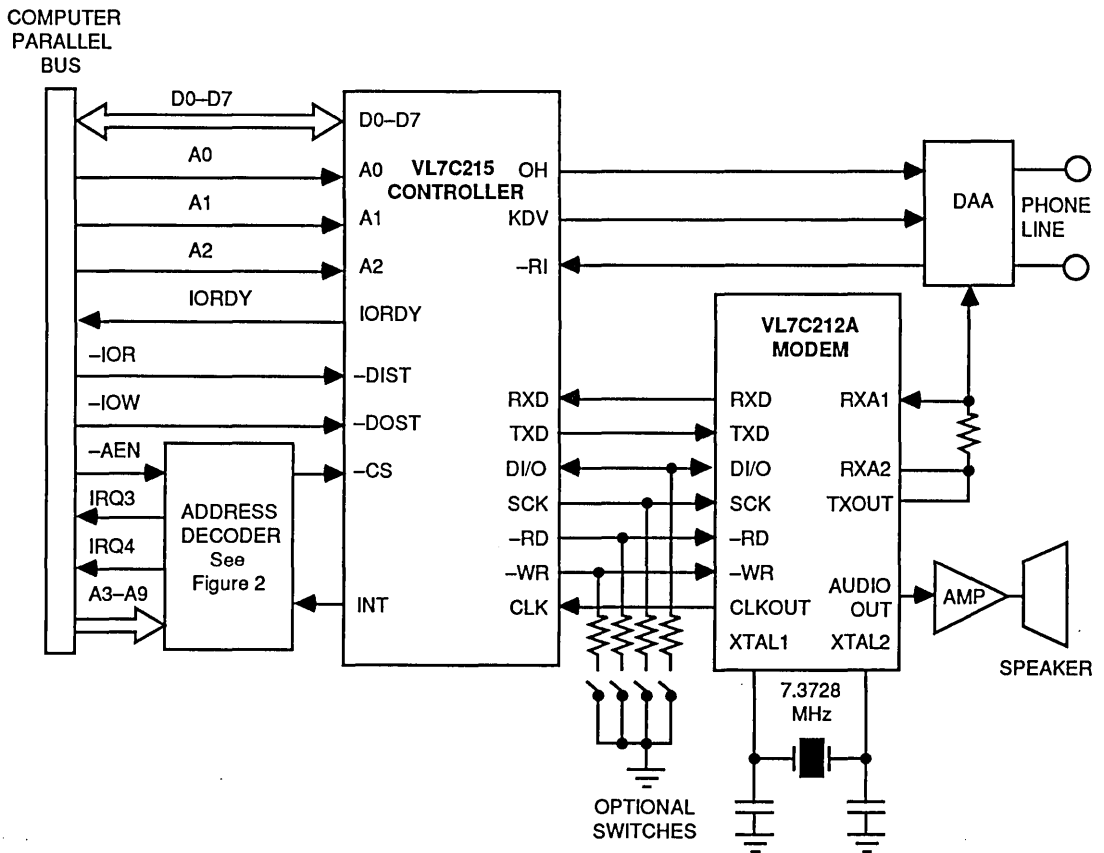 COMPUTER
PARALLEL
BUS
D0–D7
A0
A1
A2
IORDY
–IOR
–IOW
–AEN
IRQ3
IRQ4
A3–A9
ADDRESS
DECODER
See
Figure 2
VL7C215
CONTROLLER
D0–D7
A0
A1
A2
IORDY
–DIST
–DOST
–CS
INT
OH
KDV
–RI
RXD
TXD
DI/O
SCK
–RD
–WR
CLK
DAA
PHONE
LINE
VL7C212A
MODEM
RXD
TXD
DI/O
SCK
–RD
–WR
CLKOUT
XTAL1
RXA1
RXA2
TXOUT
AUDIO
OUT
XTAL2
AMP
SPEAKER
7.3728
MHz
OPTIONAL
SWITCHES